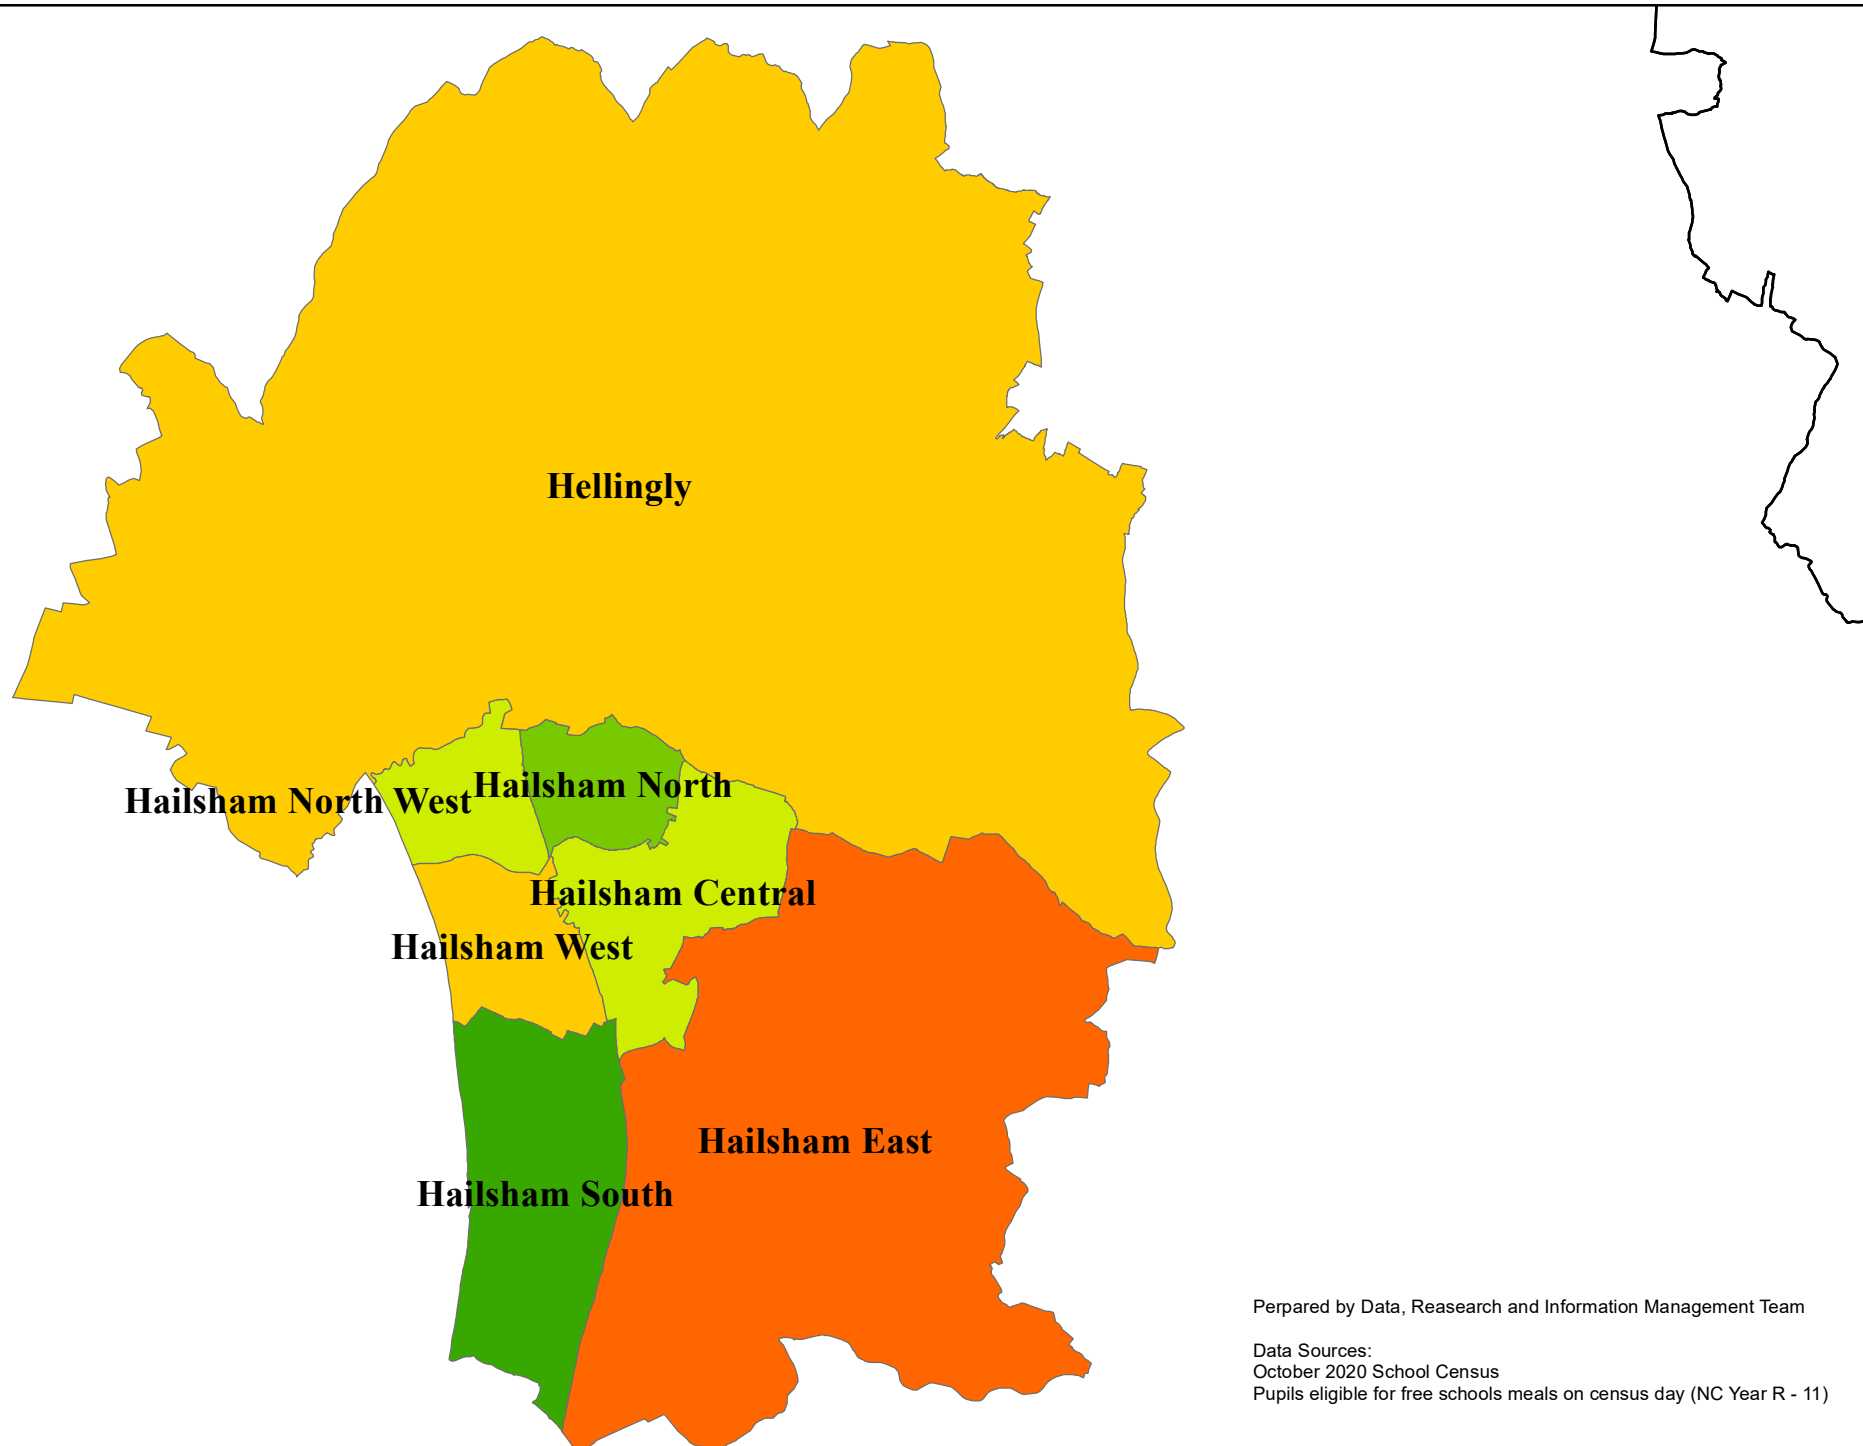 Hellingly
Hailsham North
Hailsham North West
Hailsham Central
Hailsham West
Hailsham East
Hailsham South
Perpared by Data, Reasearch and Information Management Team
Data Sources:
October 2020 School Census
Pupils eligible for free schools meals on census day (NC Year R - 11)